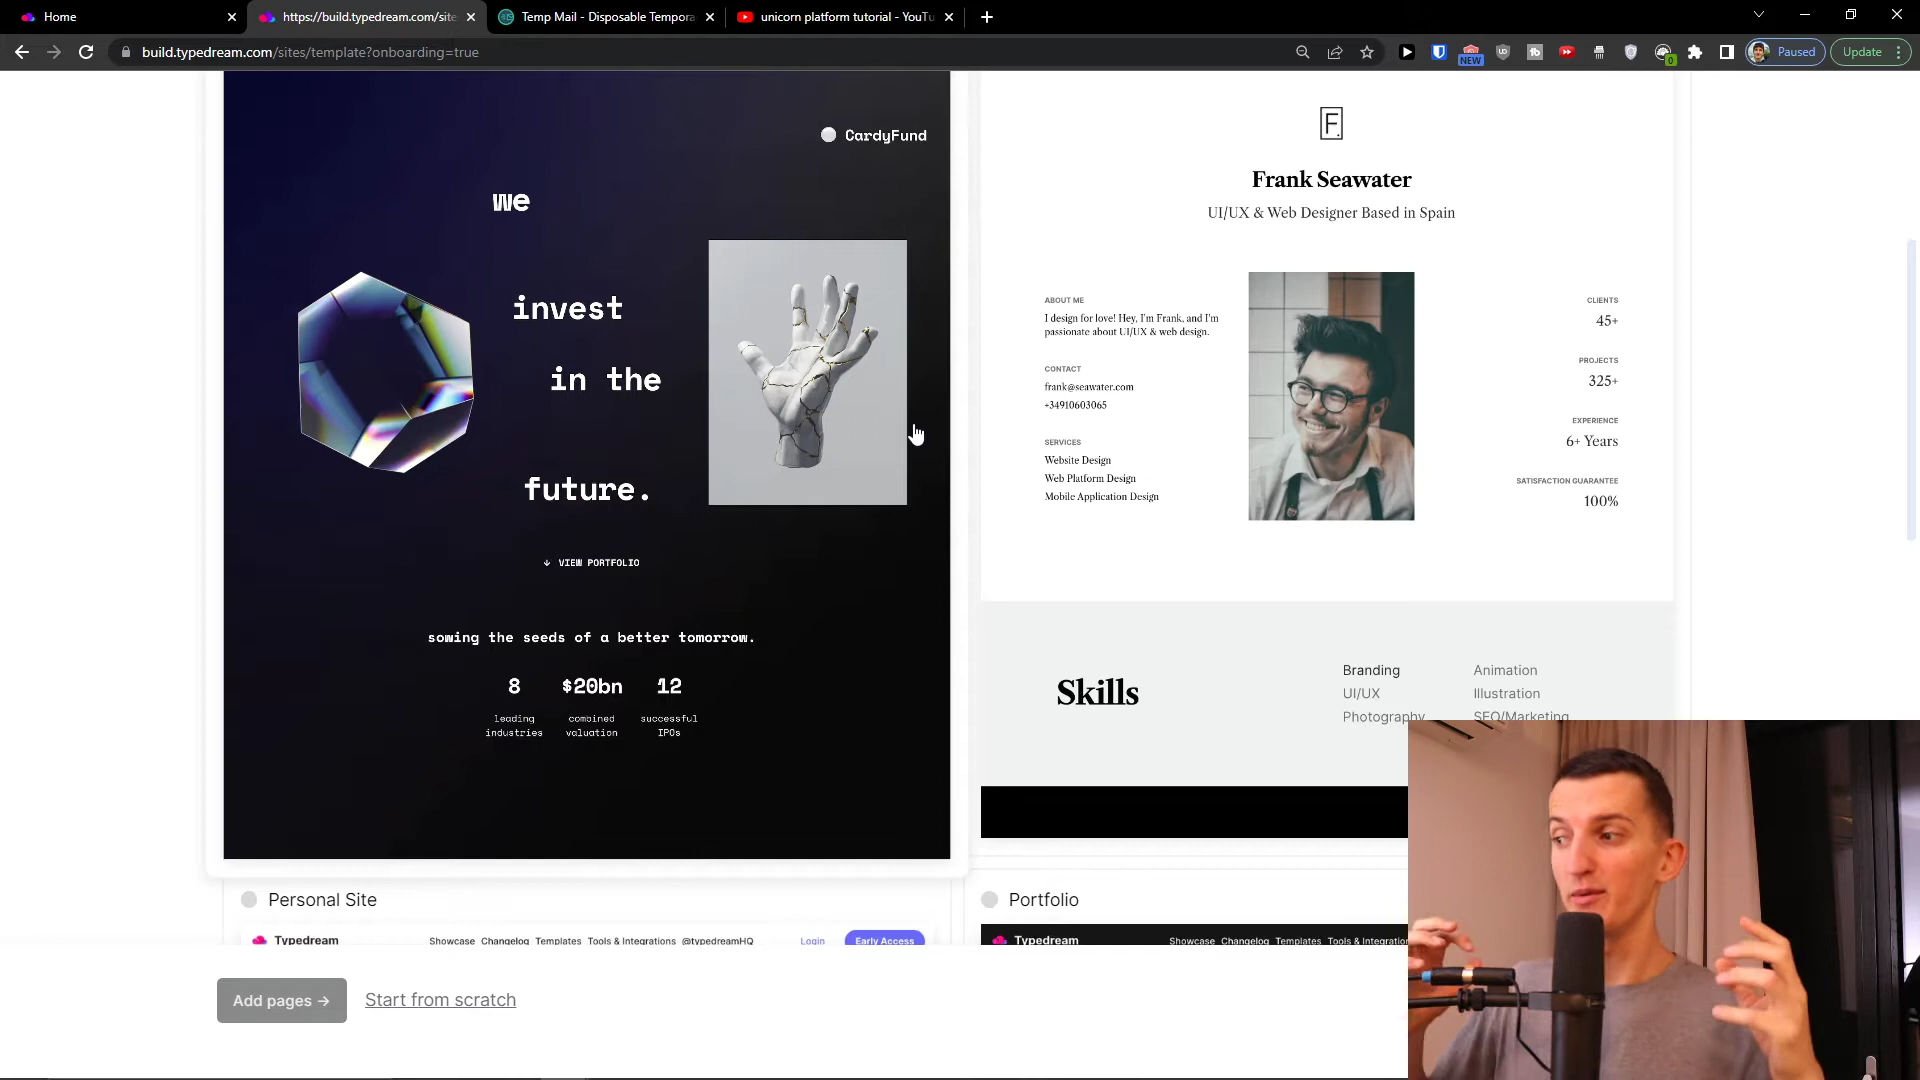 Home
https://build.typedream.com/site
Temp Mail - Disposable Tempora
unicorn platform tutorial - YouTu
build.typedream.com/sites/template?onboarding=true
NEW
0
Paused
Update
CardyFund
we
invest
in the
future.
VIEW PORTFOLIO
sowing the seeds of a better tomorrow.
8 $20bn 12
leading combined successful
industries valuation IPOs
F
Frank Seawater
UI/UX & Web Designer Based in Spain
ABOUT ME
I design for love! Hey, I'm Frank, and I'm
passionate about UI/UX & web design.
CONTACT
frank@seawater.com
+34910603065
SERVICES
Website Design
Web Platform Design
Mobile Application Design
CLIENTS
45+
PROJECTS
325+
EXPERIENCE
6+ Years
SATISFACTION GUARANTEE
100%
Skills
Branding Animation
UI/UX Illustration
Photography SEO/Marketing
Personal Site
Typedream Showcase Changelog Templates Tools & Integrations @typedreamHQ Login Early Access
Portfolio
Typedream Showcase Changelog Templates Tools & Integration
Add pages →
Start from scratch